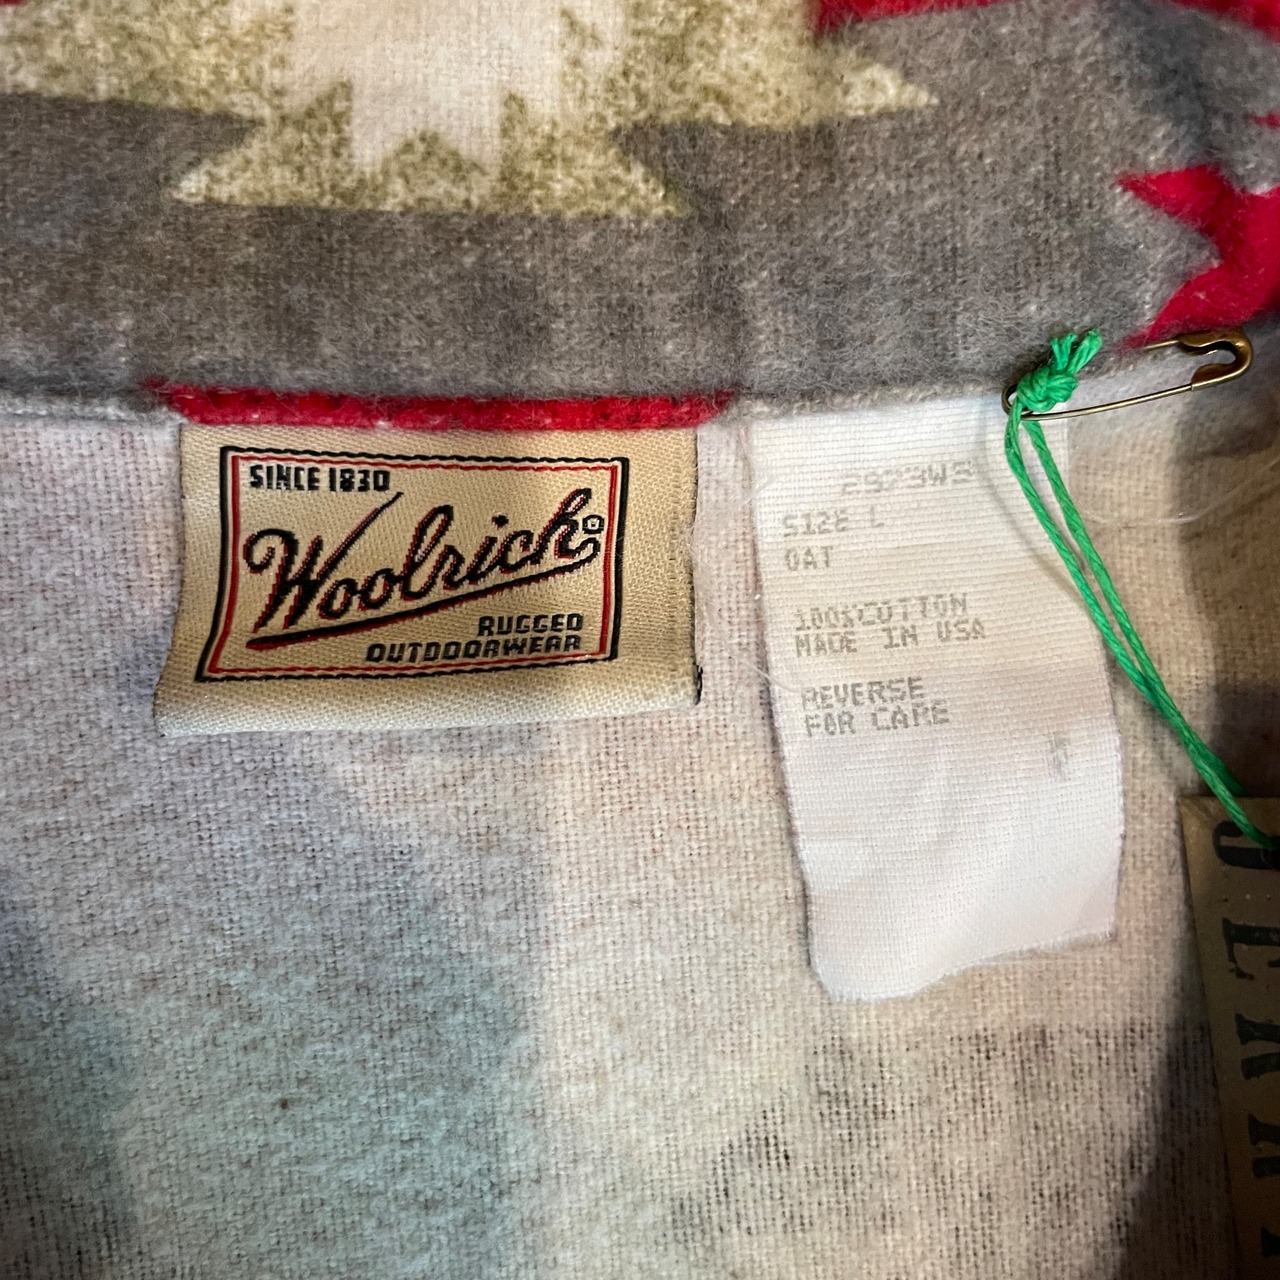 SINCE 1830
Woolrich
RUGGED
OUTDOORWEAR
SIZE
OAT
100%COTTON
MADE IN USA
REVERSE
FOR CARE